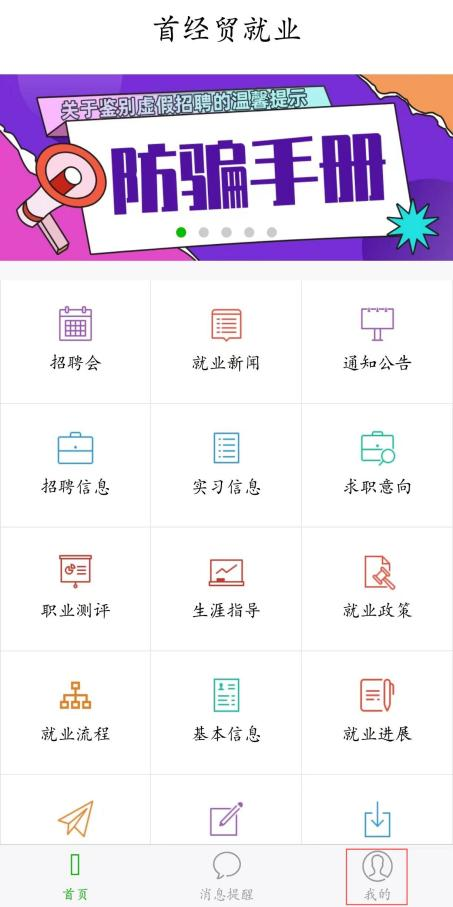 首经贸就业
关于鉴别虚假招聘的温馨提示
防骗手册
招聘会
就业新闻
通知公告
招聘信息
实习信息
求职意向
职业测评
生涯指导
就业政策
就业流程
基本信息
就业进展
首页
消息提醒
我的